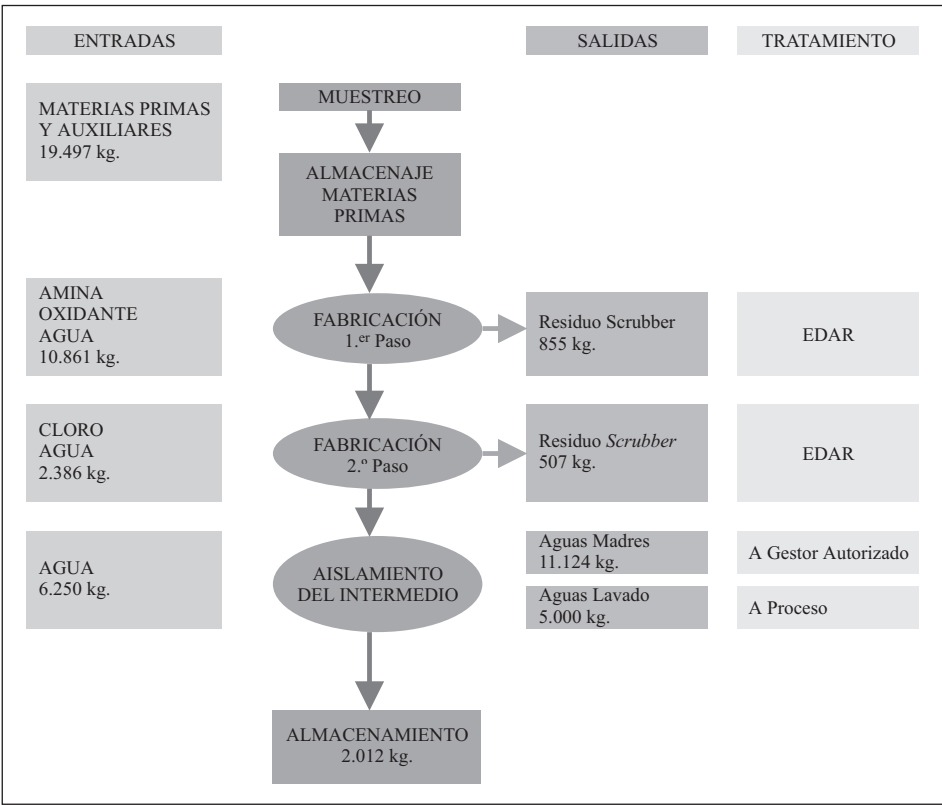 ENTRADAS
SALIDAS
TRATAMIENTO
MATERIAS PRIMAS
Y AUXILIARES
19.497 kg.
MUESTREO
ALMACENAJE
MATERIAS
PRIMAS
AMINA
OXIDANTE
AGUA
10.861 kg.
FABRICACIÓN
1.er Paso
Residuo Scrubber
855 kg.
EDAR
CLORO
AGUA
2.386 kg.
FABRICACIÓN
2.º Paso
Residuo Scrubber
507 kg.
EDAR
AGUA
6.250 kg.
AISLAMIENTO
DEL INTERMEDIO
Aguas Madres
11.124 kg.
A Gestor Autorizado
Aguas Lavado
5.000 kg.
A Proceso
ALMACENAMIENTO
2.012 kg.